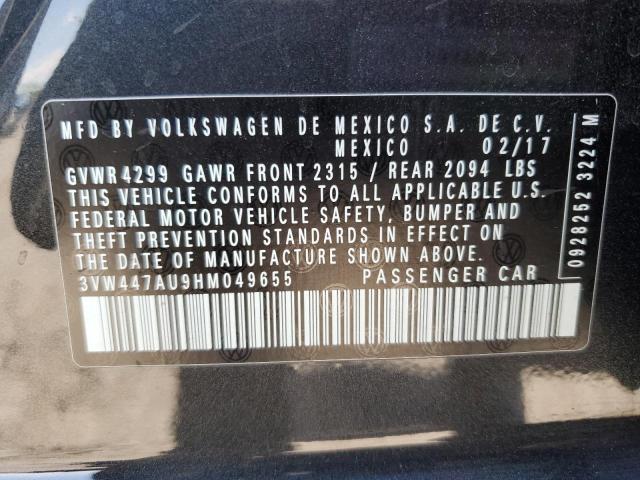 MFD BY VOLKSWAGEN DE MEXICO S.A. DE C.V.
MEXICO 02/17
GVWR4299 GAWR FRONT 2315 / REAR 2094 LBS
THIS VEHICLE CONFORMS TO ALL APPLICABLE U.S.
FEDERAL MOTOR VEHICLE SAFETY, BUMPER AND
THEFT PREVENTION STANDARDS IN EFFECT ON
THE DATE OF MANUFACTURE SHOWN ABOVE.
3VW447AU9HM049655 PASSENGER CAR
0928252 3224 M